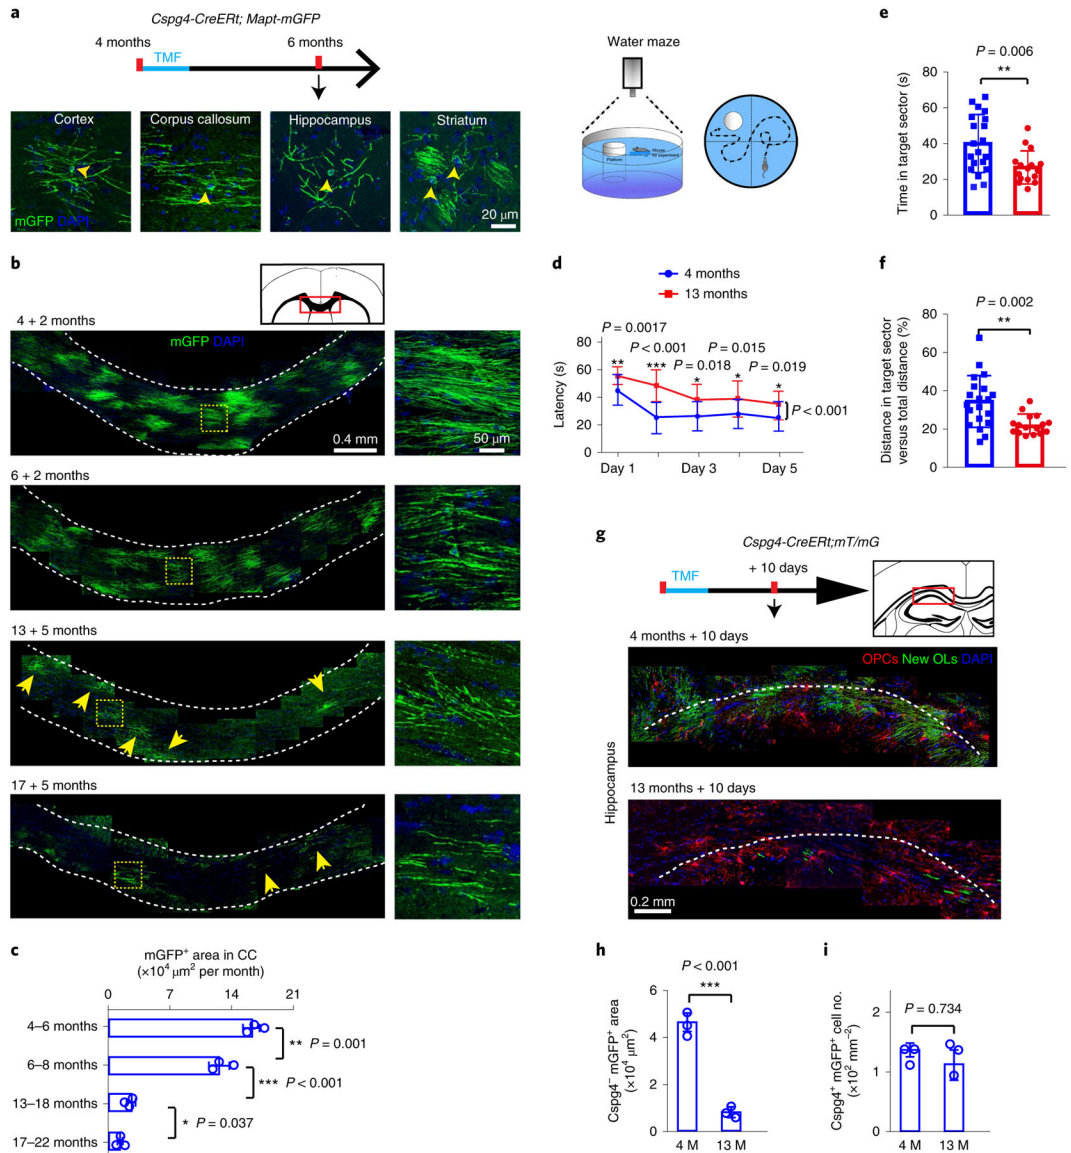 a
Cspg4-CreERt; Mapt-mGFP
4 months
6 months
TMF
Cortex
Corpus callosum
Hippocampus
Striatum
mGFP DAPI
20 μm
Water maze
Platform
e
P = 0.006
**
Time in target sector (s)
80
60
40
20
0
b
4 + 2 months
mGFP DAPI
0.4 mm
50 μm
6 + 2 months
13 + 5 months
17 + 5 months
d
4 months
13 months
P = 0.0017
P < 0.001
P = 0.015
P = 0.018
P = 0.019
**
***
*
*
*
P < 0.001
Latency (s)
80
60
40
20
0
Day 1
Day 3
Day 5
f
P = 0.002
**
Distance in target sector
versus total distance (%)
80
60
40
20
0
g
Cspg4-CreERt;mT/mG
+ 10 days
TMF
4 months + 10 days
OPCs New OLs DAPI
Hippocampus
13 months + 10 days
0.2 mm
c
mGFP⁺ area in CC
(×10⁴ μm² per month)
0
7
14
21
4–6 months
6–8 months
13–18 months
17–22 months
** P = 0.001
*** P < 0.001
* P = 0.037
h
P < 0.001
***
Cspg4⁻ mGFP⁺ area
(×10⁴ μm²)
6
4
2
0
4 M
13 M
i
P = 0.734
Cspg4⁺ mGFP⁺ cell no.
(×10² mm⁻²)
2
1
0
4 M
13 M